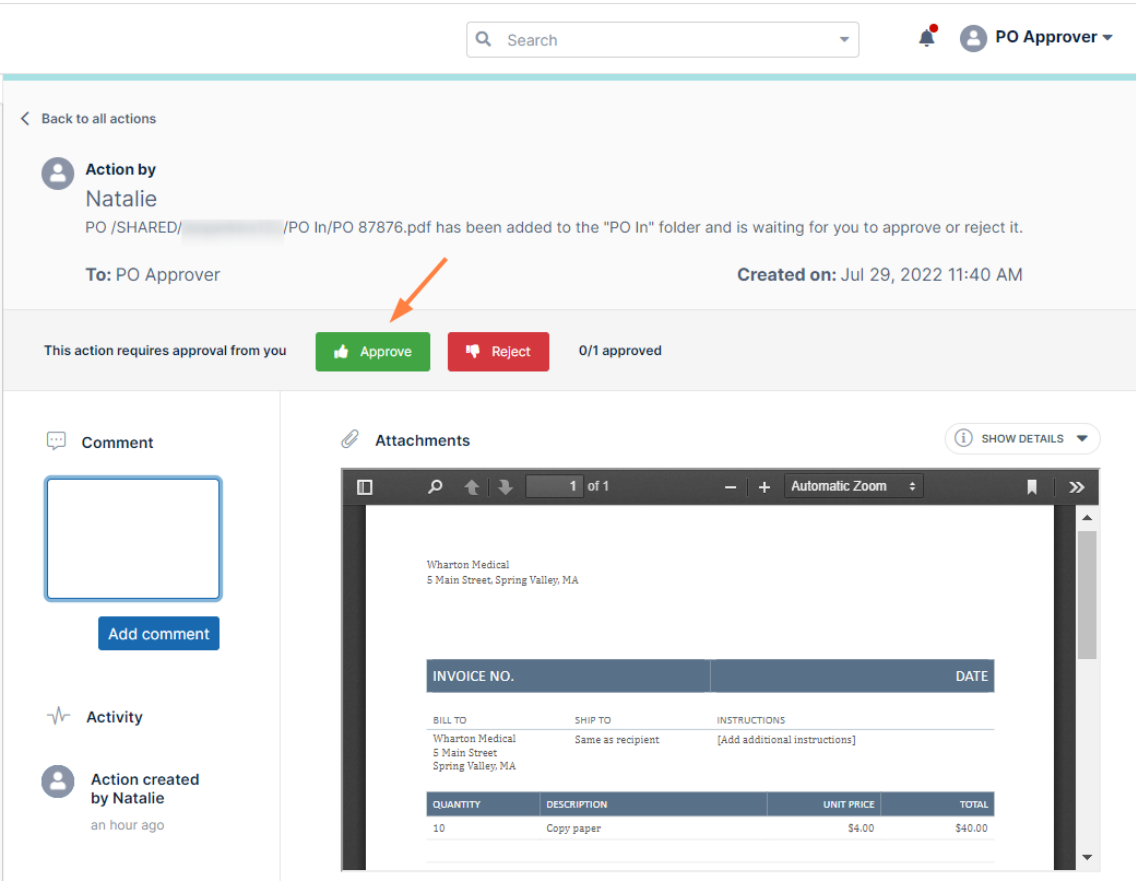 Search
PO Approver
Back to all actions
Action by
Natalie
PO /SHARED/ /PO In/PO 87876.pdf has been added to the "PO In" folder and is waiting for you to approve or reject it.
To: PO Approver
Created on: Jul 29, 2022 11:40 AM
This action requires approval from you
Approve
Reject
0/1 approved
Comment
Add comment
Activity
Action created
by Natalie
an hour ago
Attachments
SHOW DETAILS
1 of 1
Automatic Zoom
Wharton Medical
5 Main Street, Spring Valley, MA
INVOICE NO. DATE
BILL TO SHIP TO INSTRUCTIONS
Wharton Medical Same as recipient [Add additional instructions]
5 Main Street
Spring Valley, MA
QUANTITY DESCRIPTION UNIT PRICE TOTAL
10 Copy paper $4.00 $40.00